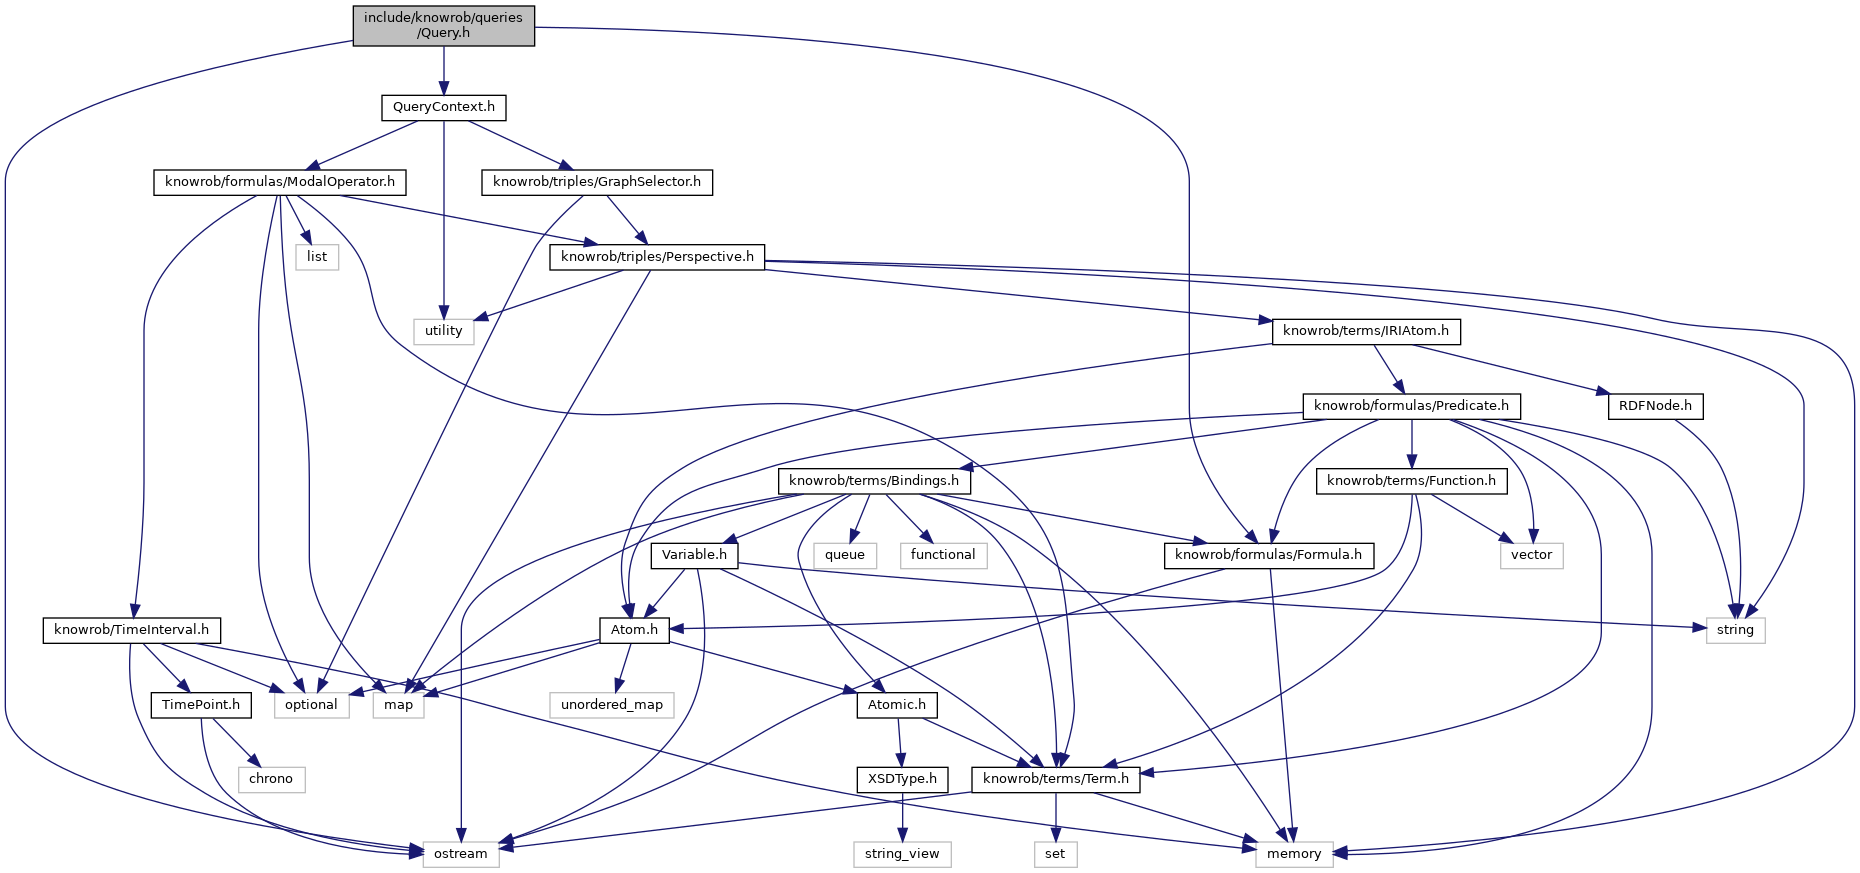 include/knowrob/queries
/Query.h
QueryContext.h
knowrob/formulas/ModalOperator.h
knowrob/triples/GraphSelector.h
list
knowrob/triples/Perspective.h
utility
knowrob/terms/IRIAtom.h
knowrob/formulas/Predicate.h
RDFNode.h
knowrob/terms/Bindings.h
knowrob/terms/Function.h
Variable.h
queue
functional
knowrob/formulas/Formula.h
vector
knowrob/TimeInterval.h
Atom.h
string
TimePoint.h
optional
map
unordered_map
Atomic.h
chrono
XSDType.h
knowrob/terms/Term.h
ostream
string_view
set
memory